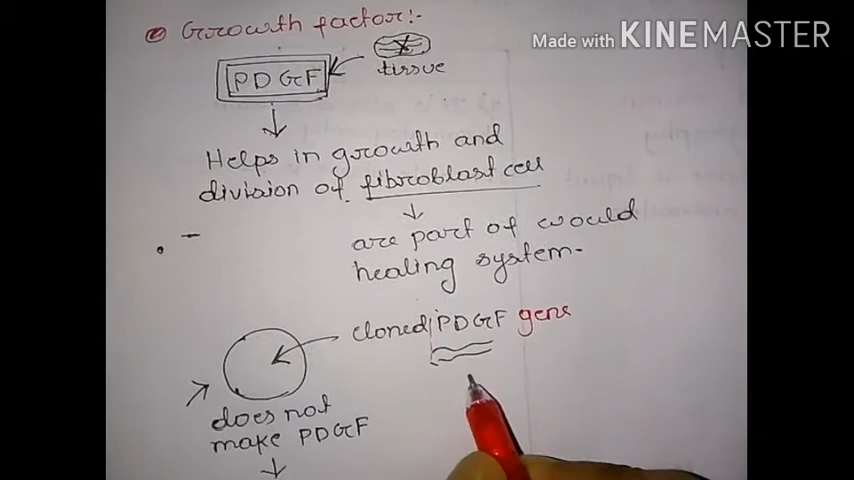 Growth factor:-
Made with KINEMASTER
PDGF
tissue
Helps in growth and
division of fibroblast cell
are part of would
healing system-
cloned PDGF gene
does not
make PDGF